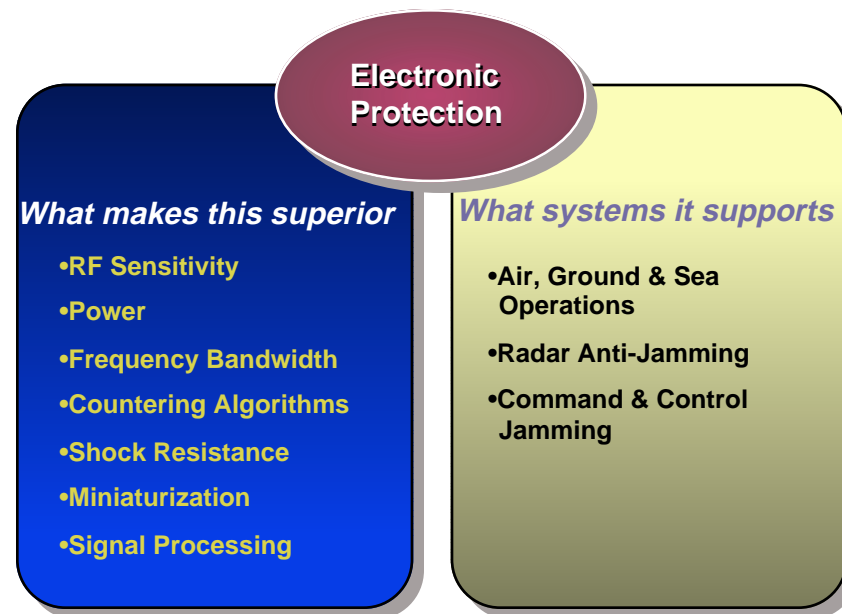 Electronic
Protection
What makes this superior
•RF Sensitivity
•Power
•Frequency Bandwidth
•Countering Algorithms
•Shock Resistance
•Miniaturization
•Signal Processing
What systems it supports
•Air, Ground & Sea
Operations
•Radar Anti-Jamming
•Command & Control
Jamming